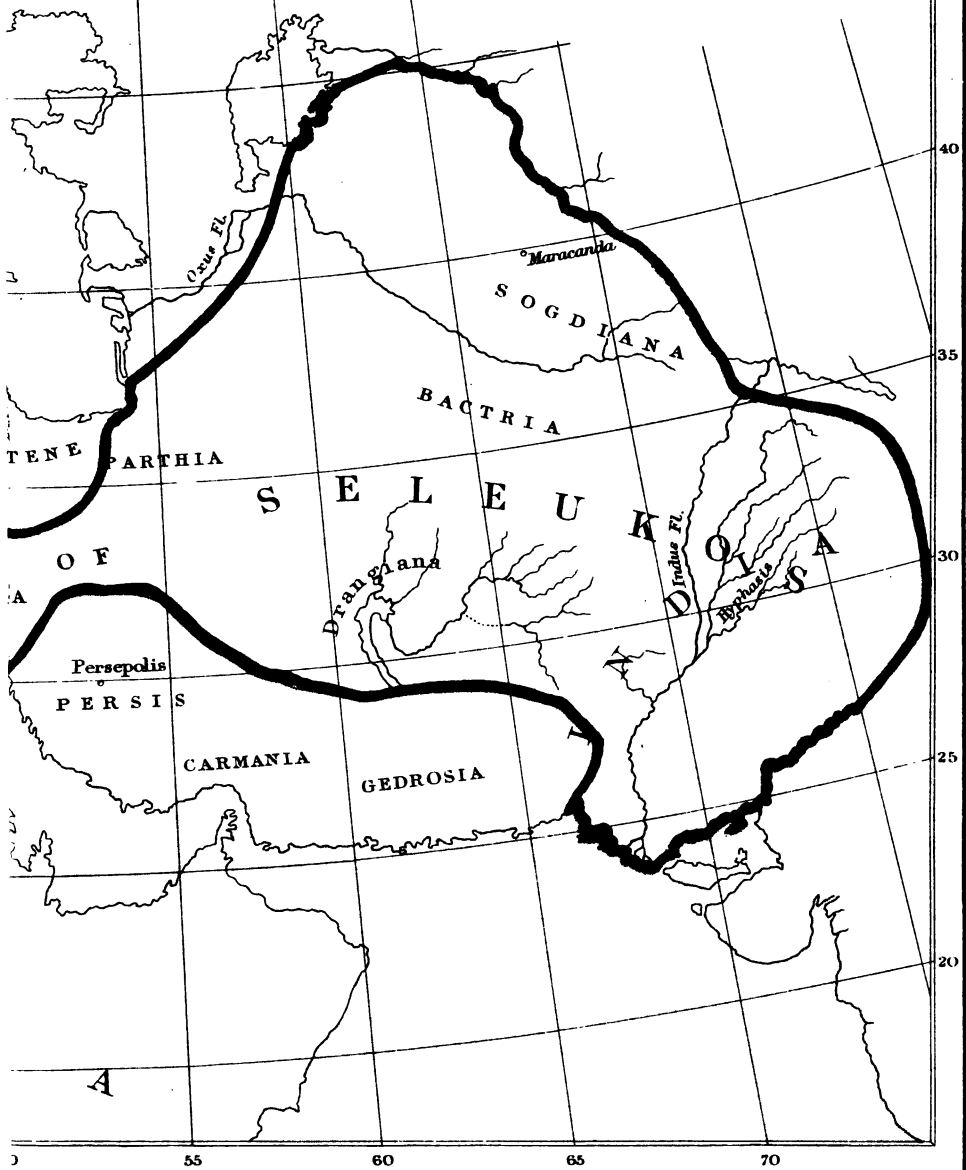 40
Oxus Fl.
Maracanda
SOGDIANA
35
BACTRIA
TENE
PARTHIA
SELEUKOS
OF
Indus Fl.
30
A
Drangiana
Hyphasis
INDIA
Persepolis
PERSIS
CARMANIA
GEDROSIA
25
20
A
55
60
65
70